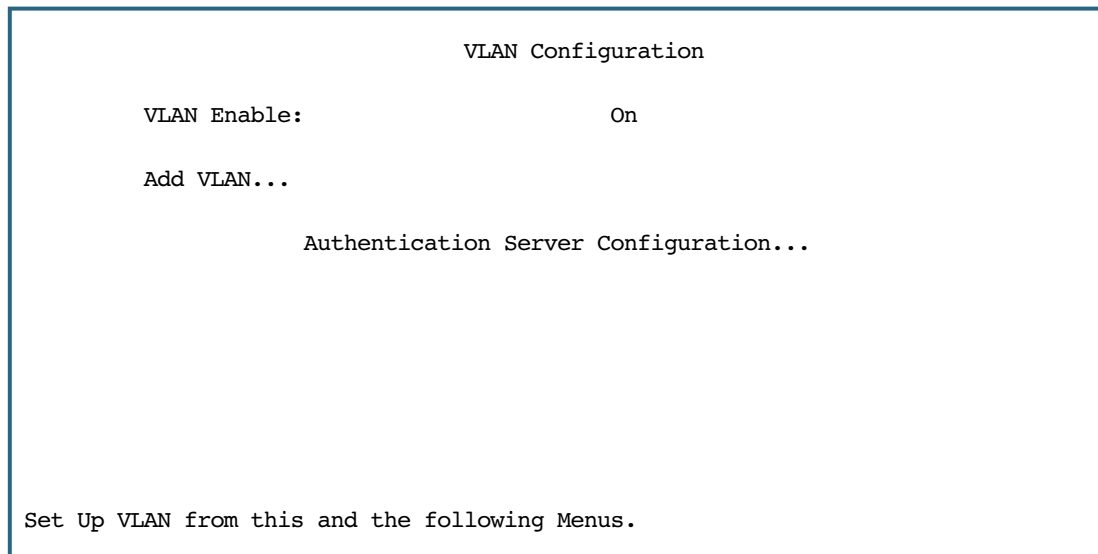 VLAN Configuration
VLAN Enable: On
Add VLAN...
Authentication Server Configuration...
Set Up VLAN from this and the following Menus.